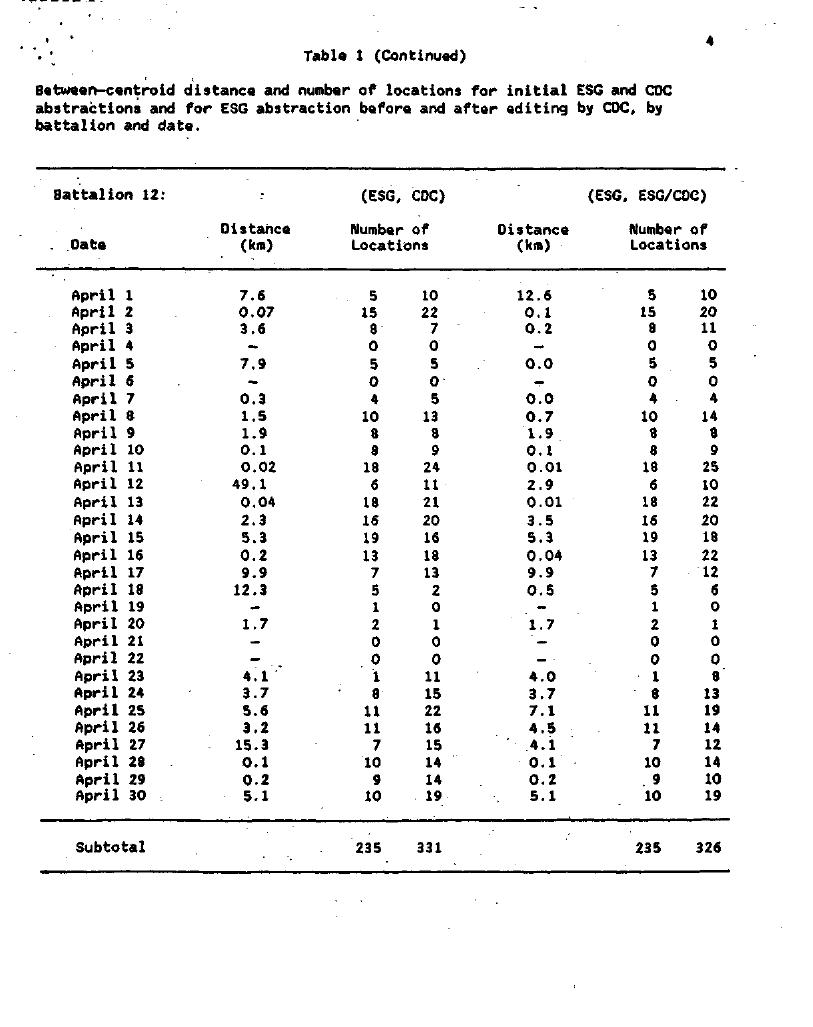 4
Table 1 (Continued)
Between-centroid distance and number of locations for initial ESG and CDC
abstractions and for ESG abstraction before and after editing by CDC, by
battalion and date.
Battalion 12: (ESG, CDC) (ESG, ESG/CDC)
Distance Number of Distance Number of
Date (km) Locations (km) Locations
April 1 7.6 5 10 12.6 5 10
April 2 0.07 15 22 0.1 15 20
April 3 3.6 8 7 0.2 8 11
April 4 - 0 0 - 0 0
April 5 7.9 5 5 0.0 5 5
April 6 - 0 0 - 0 0
April 7 0.3 4 5 0.0 4 4
April 8 1.5 10 13 0.7 10 14
April 9 1.9 8 8 1.9 8 8
April 10 0.1 8 9 0.1 8 9
April 11 0.02 18 24 0.01 18 25
April 12 49.1 6 11 2.9 6 10
April 13 0.04 18 21 0.01 18 22
April 14 2.3 16 20 3.5 16 20
April 15 5.3 19 16 5.3 19 18
April 16 0.2 13 18 0.04 13 22
April 17 9.9 7 13 9.9 7 12
April 18 12.3 5 2 0.5 5 6
April 19 - 1 0 - 1 0
April 20 1.7 2 1 1.7 2 1
April 21 - 0 0 - 0 0
April 22 - 0 0 - 0 0
April 23 4.1 1 11 4.0 1 8
April 24 3.7 8 15 3.7 8 13
April 25 5.6 11 22 7.1 11 19
April 26 3.2 11 16 4.5 11 14
April 27 15.3 7 15 4.1 7 12
April 28 0.1 10 14 0.1 10 14
April 29 0.2 9 14 0.2 9 10
April 30 5.1 10 19 5.1 10 19
Subtotal 235 331 235 326